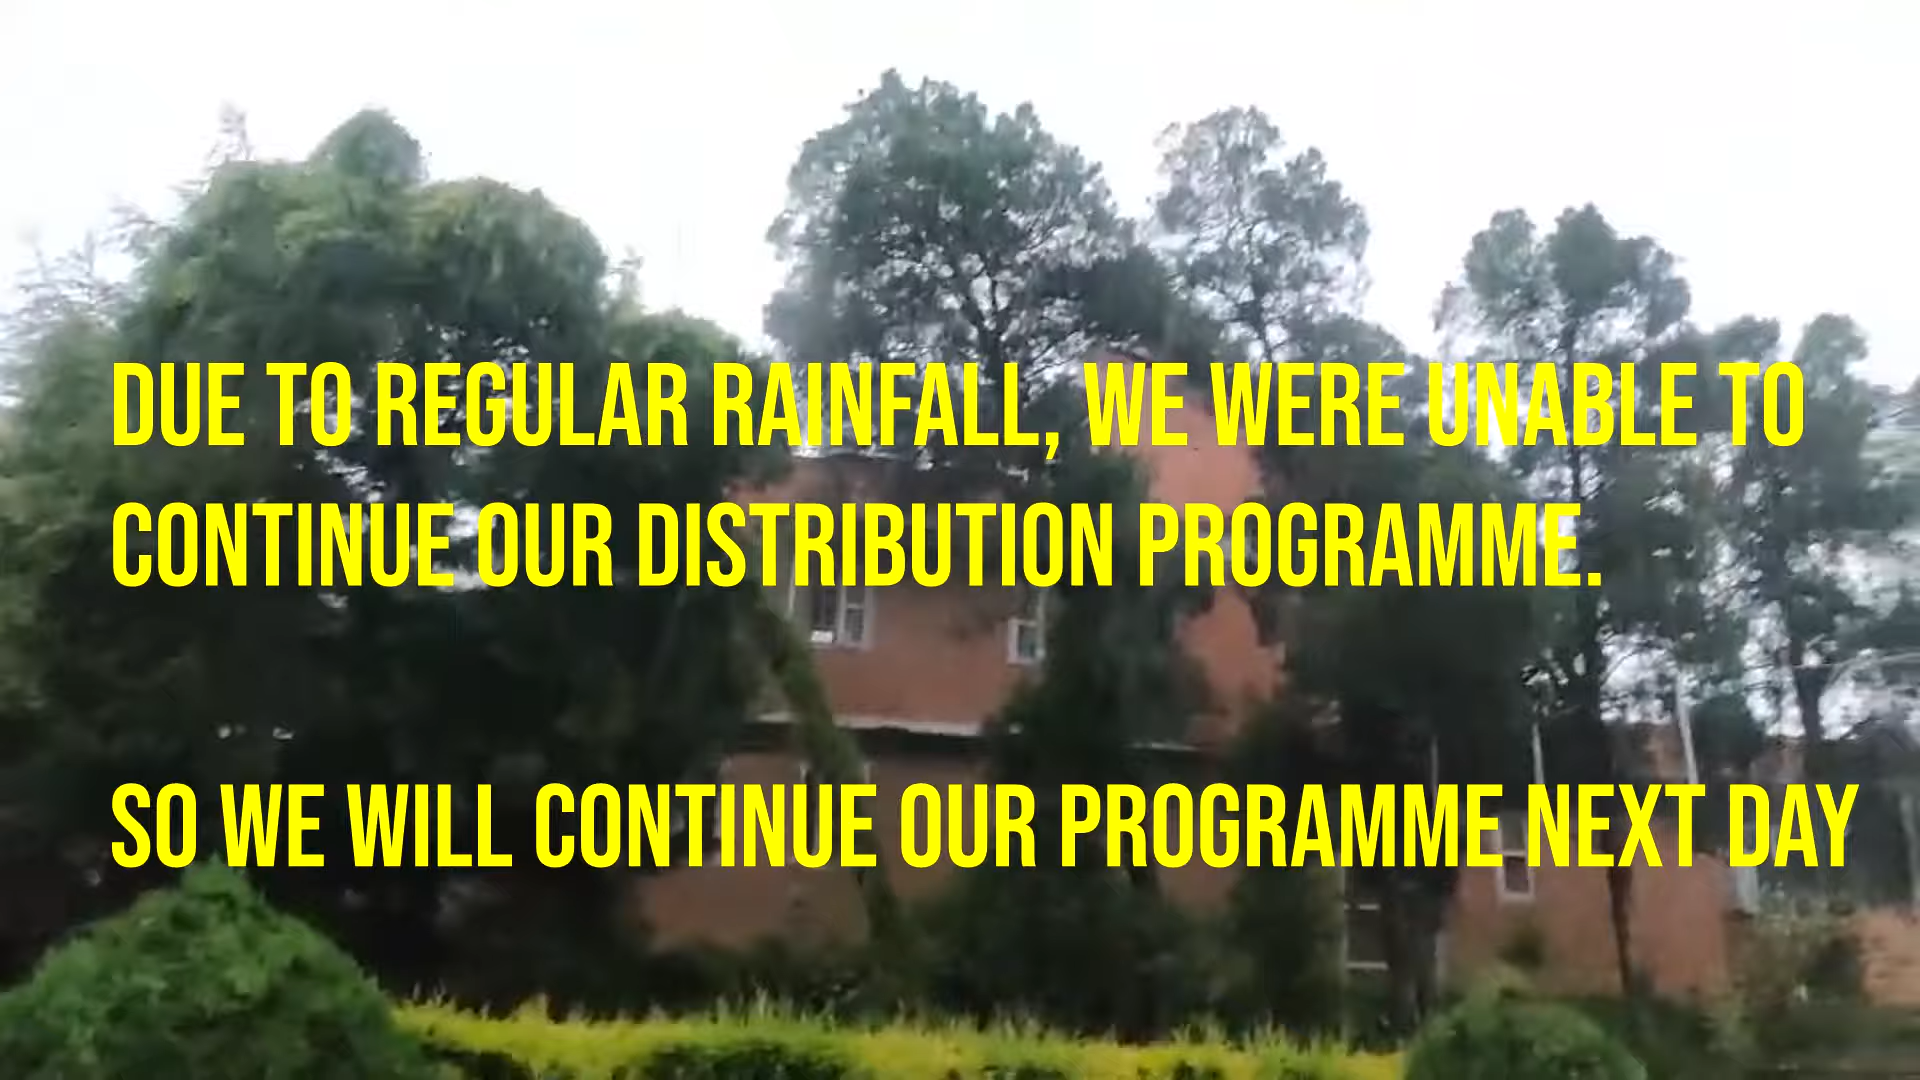 DUE TO REGULAR RAINFALL, WE WERE UNABLE TO
CONTINUE OUR DISTRIBUTION PROGRAMME.
SO WE WILL CONTINUE OUR PROGRAMME NEXT DAY